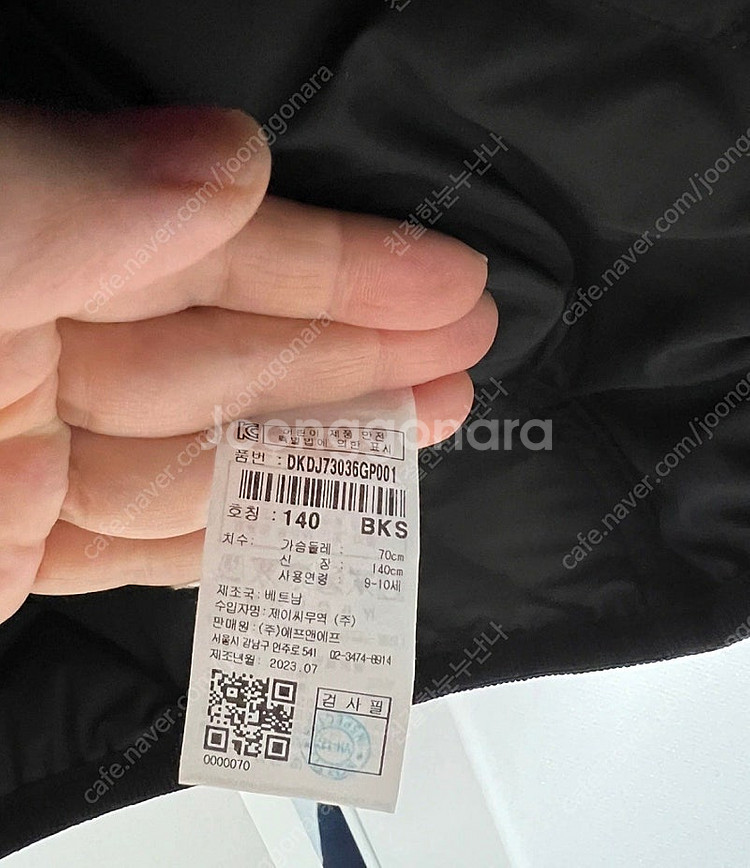 어린이 제품 안전
특별법에 의한 표시
품번 : DKDJ73036GP001
호칭 : 140 BKS
치수 : 가슴둘레 : 70cm
신 장 : 140cm
사용연령 : 9-10세
제조국: 베트남
수입자명: 제이씨무역 (주)
판매원 : (주)에프앤에프
서울시 강남구 언주로 541 02-3474-8914
제조년월 : 2023.07
검 사 필
0000070
Joonggonara
친절한눈누난나
cafe.naver.com/joonggonara